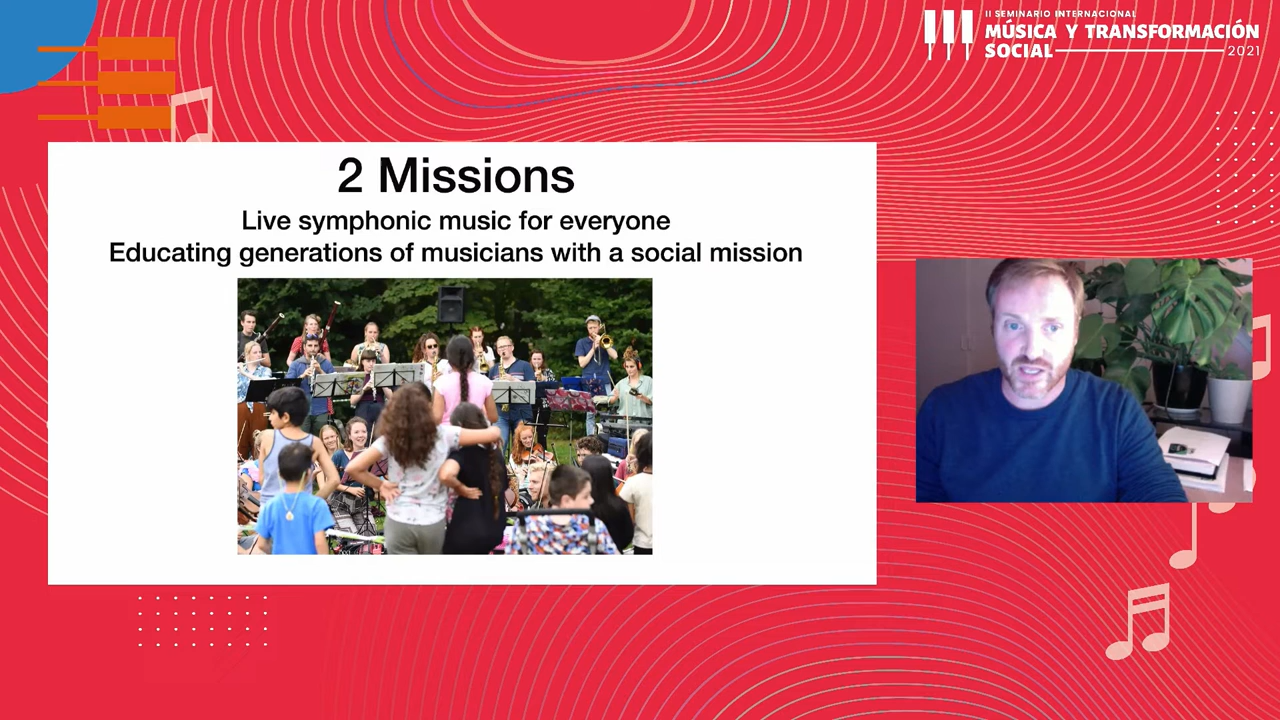 II SEMINARIO INTERNACIONAL
MÚSICA Y TRANSFORMACIÓN
SOCIAL
2021
2 Missions
Live symphonic music for everyone
Educating generations of musicians with a social mission